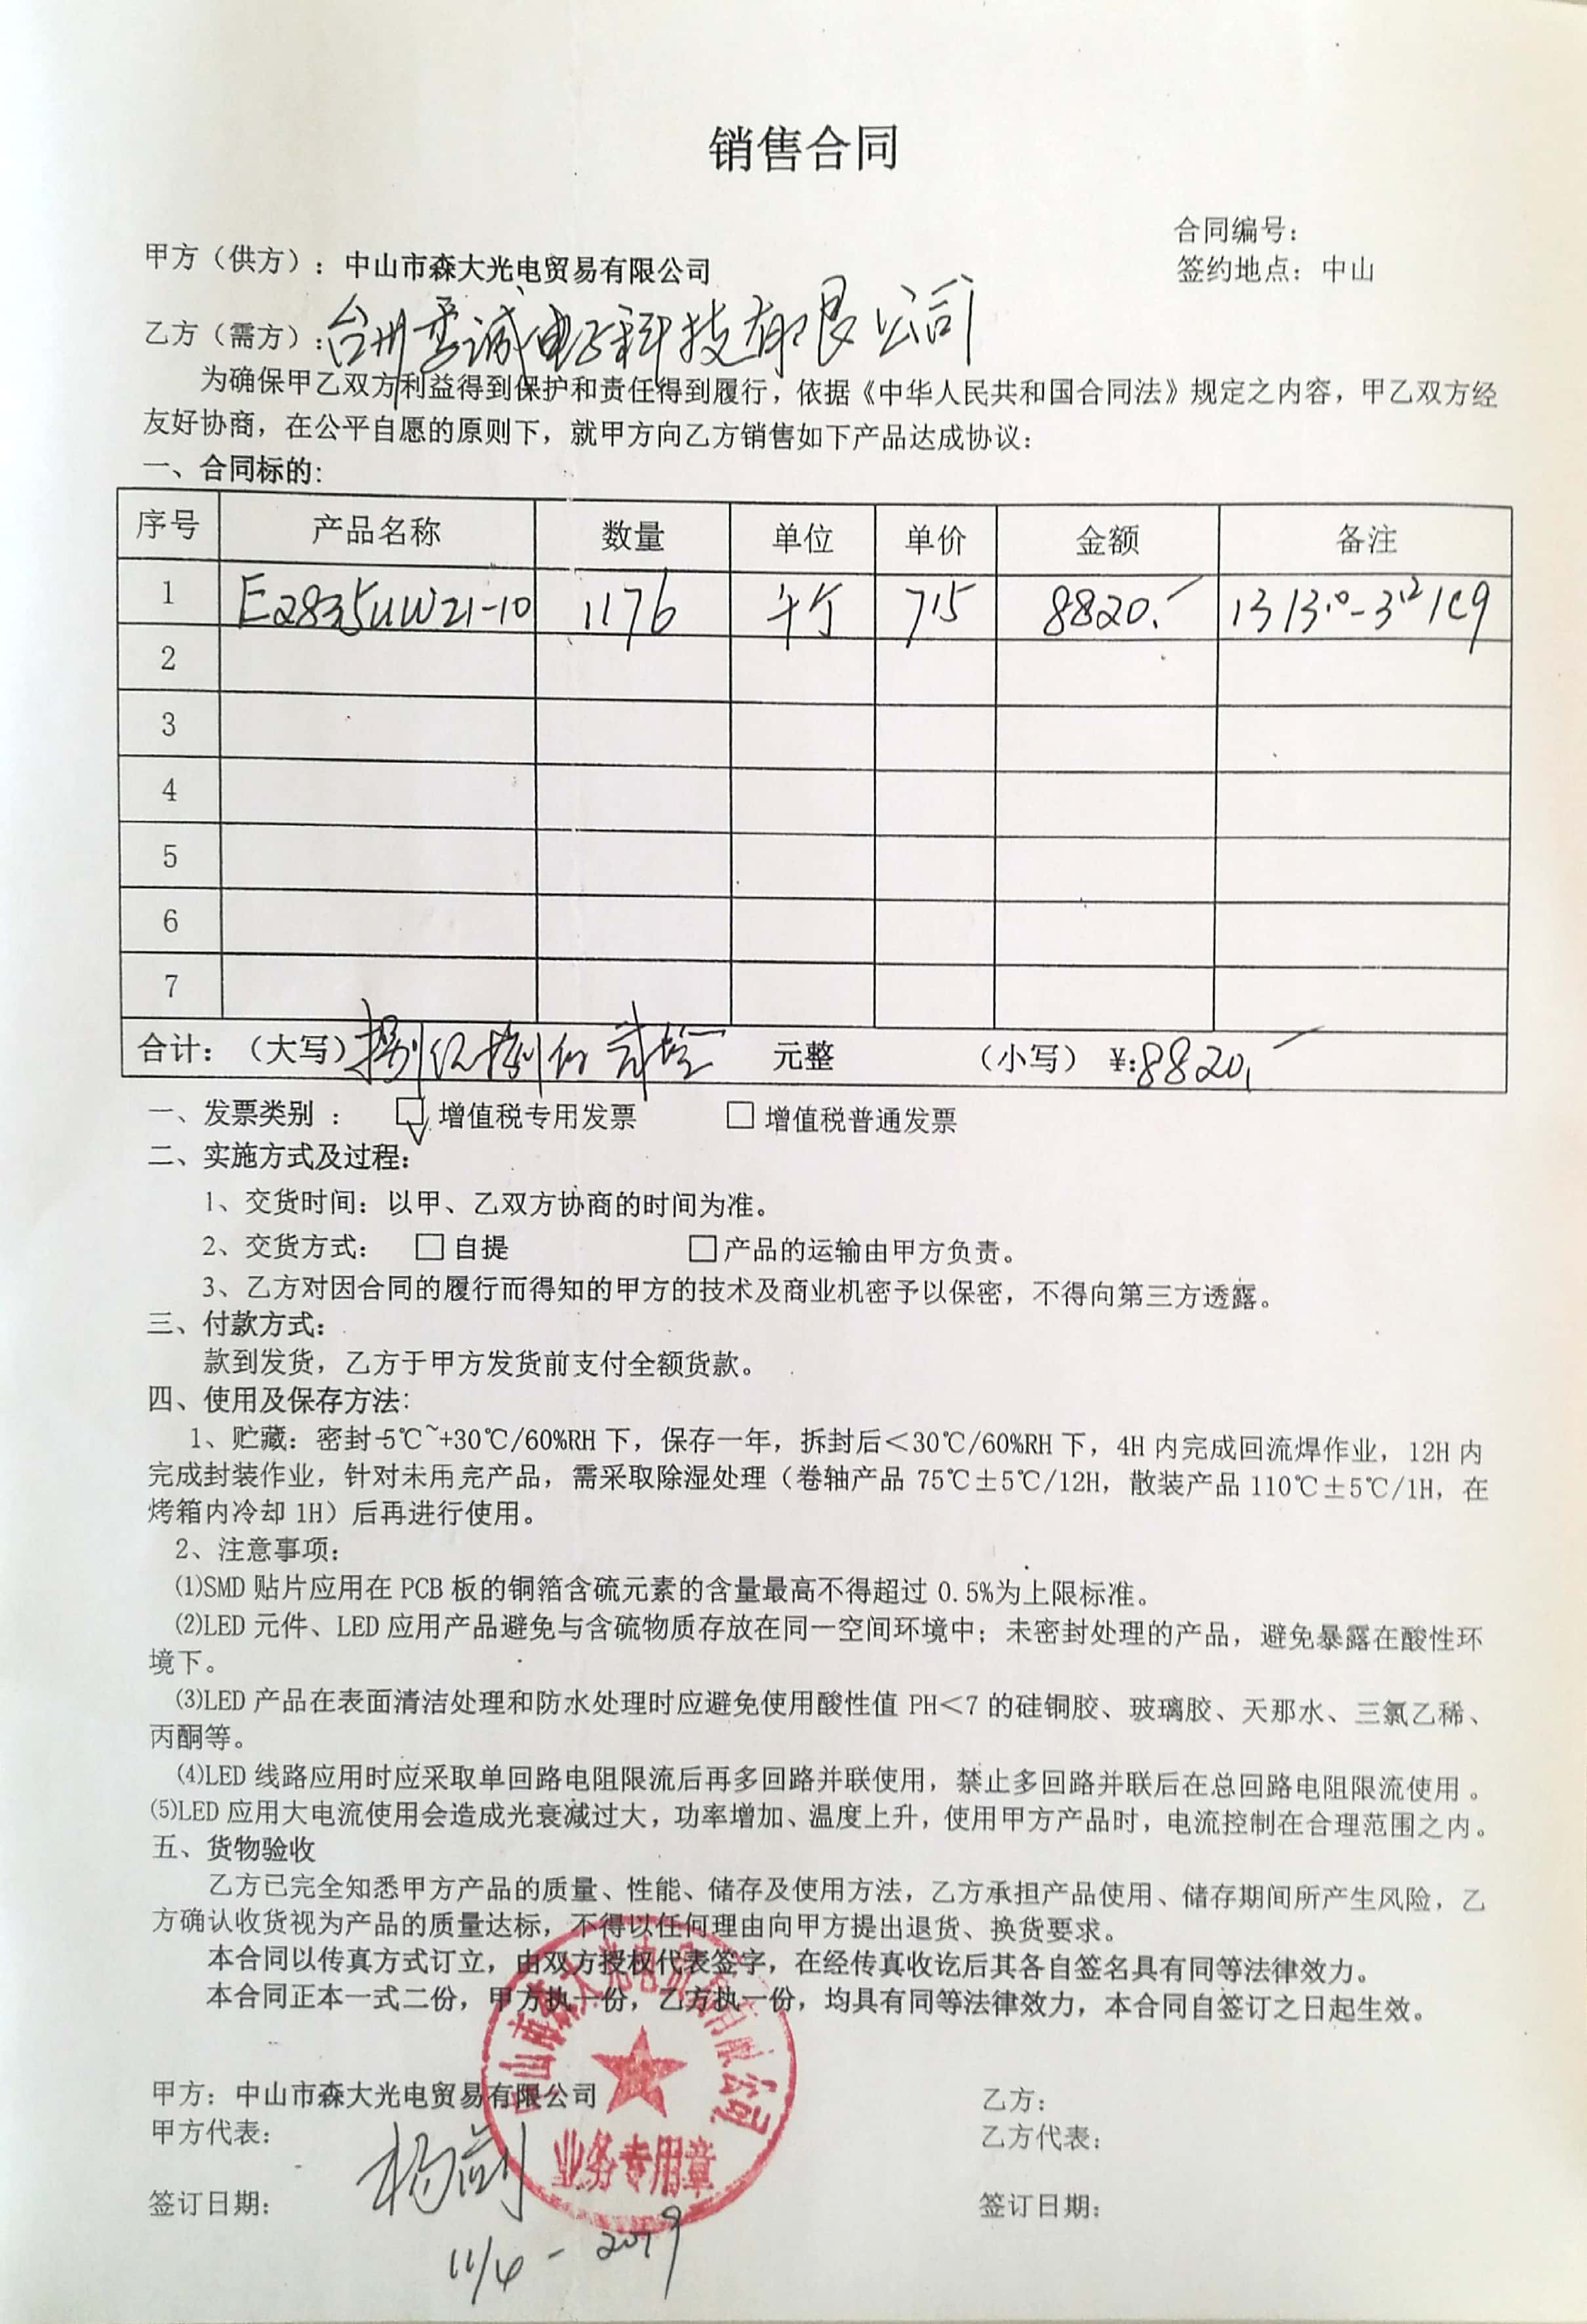 销售合同
合同编号：
甲方（供方）：中山市森大光电贸易有限公司
签约地点：中山
乙方（需方）：台州 诚电子科技有限公司
为确保甲乙双方利益得到保护和责任得到履行，依据《中华人民共和国合同法》规定之内容，甲乙双方经
友好协商，在公平自愿的原则下，就甲方向乙方销售如下产品达成协议：
一、合同标的：
序号 产品名称 数量 单位 单价 金额 备注
1 E2835UW21-10 1176 千个 7.5 8820.
2
3
4
5
6
7
合计：（大写）捌仟捌佰贰拾 元整 （小写）¥:8820.
一、发票类别： ☑ 增值税专用发票 □ 增值税普通发票
二、实施方式及过程：
1、交货时间：以甲、乙双方协商的时间为准。
2、交货方式： □ 自提 □产品的运输由甲方负责。
3、乙方对因合同的履行而得知的甲方的技术及商业机密予以保密，不得向第三方透露。
三、付款方式：
款到发货，乙方于甲方发货前支付全额货款。
四、使用及保存方法：
1、贮藏：密封-5℃~+30℃/60%RH下，保存一年，拆封后＜30℃/60%RH下，4H内完成回流焊作业，12H内
完成封装作业，针对未用完产品，需采取除湿处理（卷轴产品75℃±5℃/12H，散装产品110℃±5℃/1H，在
烤箱内冷却1H）后再进行使用。
2、注意事项：
⑴SMD贴片应用在PCB板的铜箔含硫元素的含量最高不得超过0.5%为上限标准。
⑵LED元件、LED应用产品避免与含硫物质存放在同一空间环境中；未密封处理的产品，避免暴露在酸性环
境下。
⑶LED产品在表面清洁处理和防水处理时应避免使用酸性值PH＜7的硅铜胶、玻璃胶、天那水、三氯乙稀、
丙酮等。
⑷LED线路应用时应采取单回路电阻限流后再多回路并联使用，禁止多回路并联后在总回路电阻限流使用。
⑸LED应用大电流使用会造成光衰减过大，功率增加、温度上升，使用甲方产品时，电流控制在合理范围之内。
五、货物验收
乙方已完全知悉甲方产品的质量、性能、储存及使用方法，乙方承担产品使用、储存期间所产生风险，乙
方确认收货视为产品的质量达标，不得以任何理由向甲方提出退货、换货要求。
本合同以传真方式订立，由双方授权代表签字，在经传真收讫后其各自签名具有同等法律效力。
本合同正本一式二份，甲方执一份，乙方执一份，均具有同等法律效力，本合同自签订之日起生效。
中山市森大光电贸易有限公司
业务专用章
甲方：中山市森大光电贸易有限公司
乙方：
甲方代表：
乙方代表：
签订日期：
签订日期：
11/4-2019